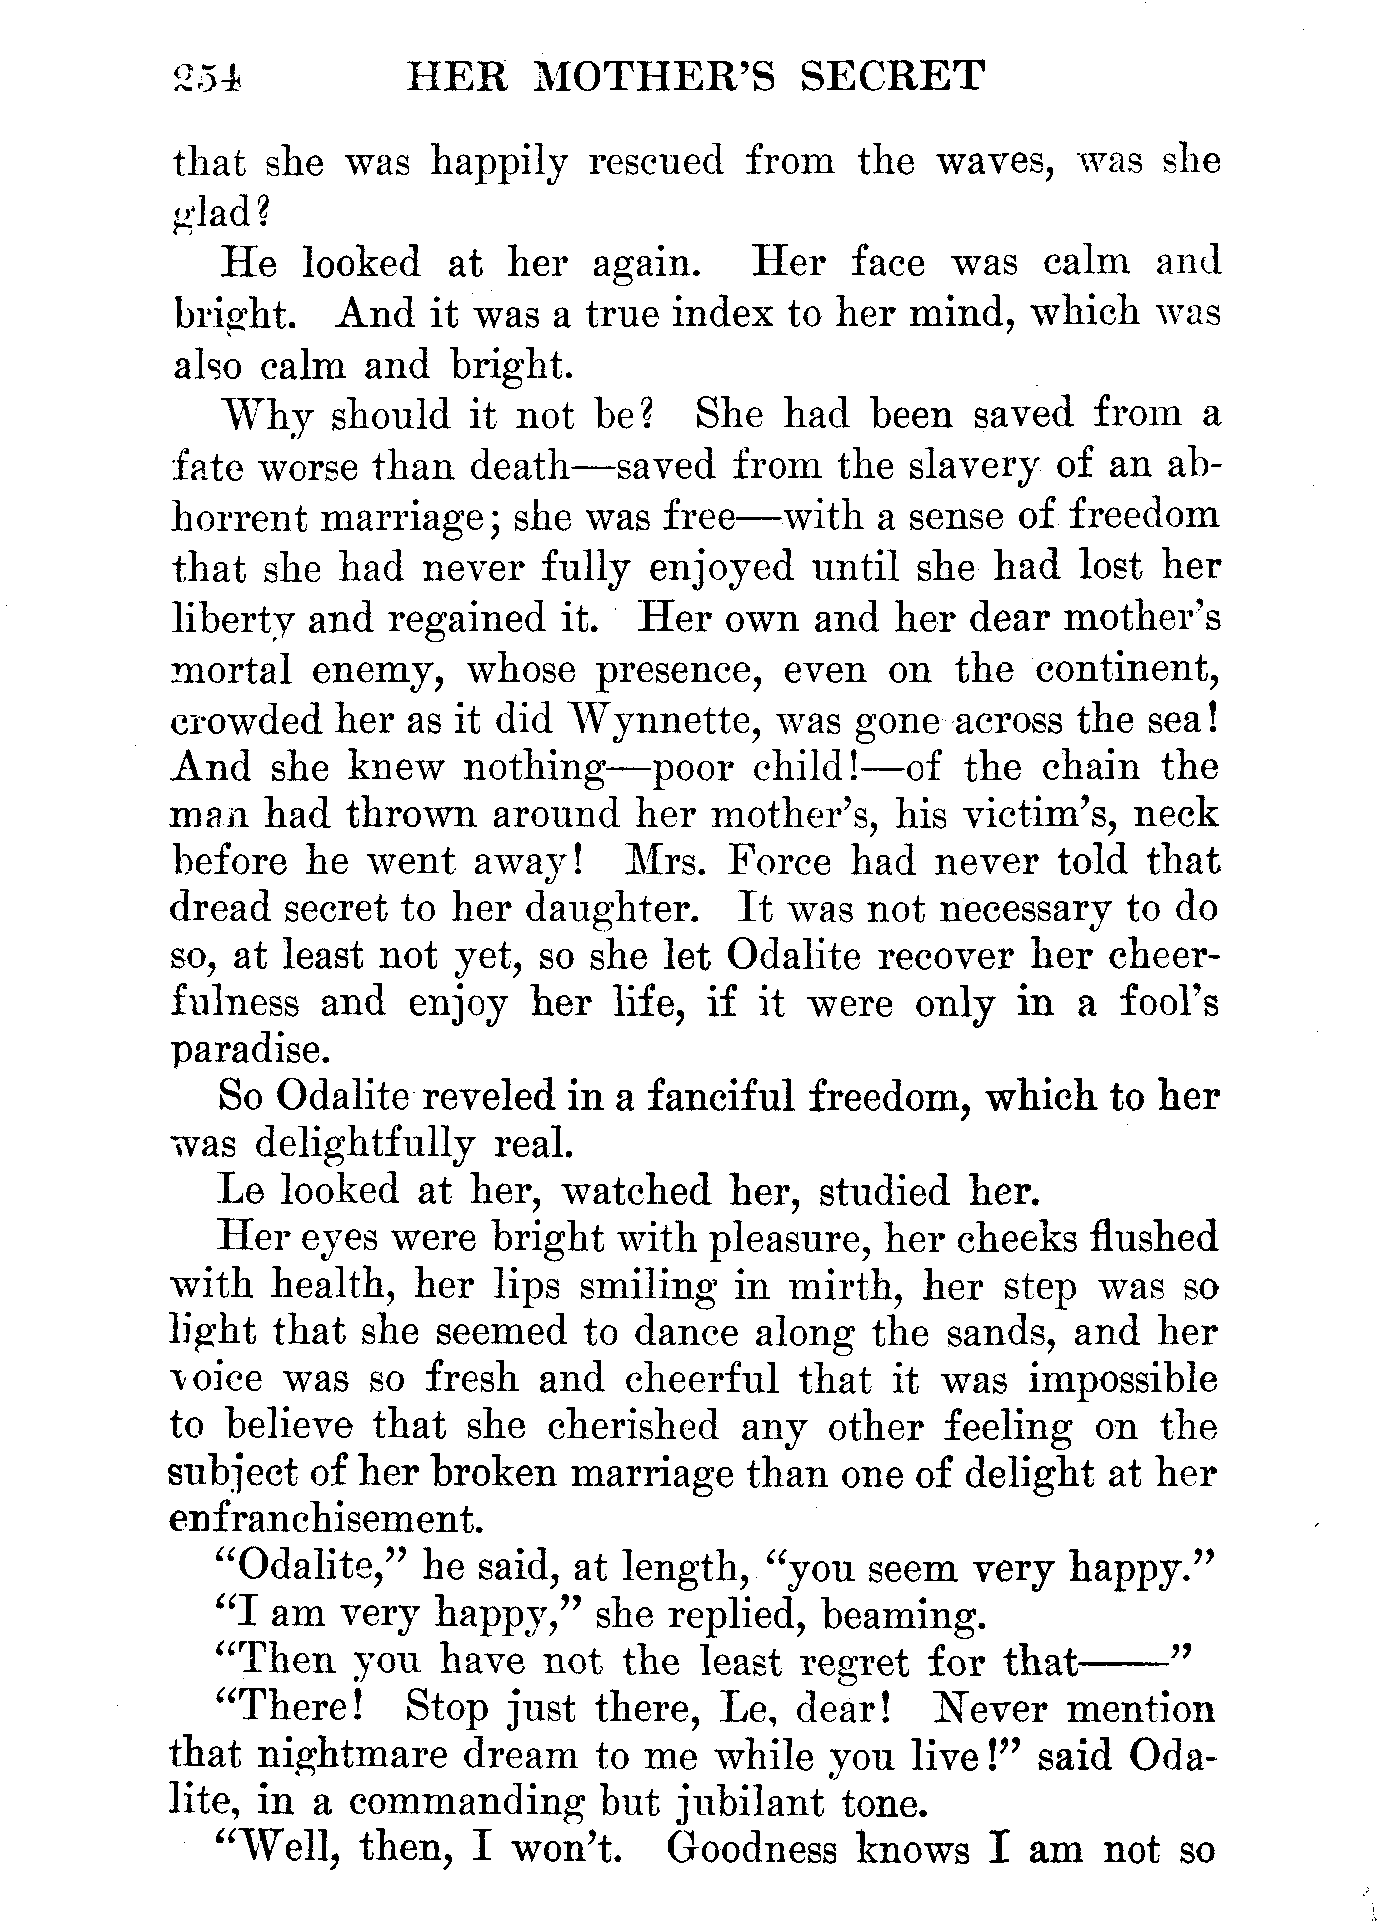 254 HER MOTHER'S SECRET
that she was happily rescued from the waves, was she
glad?
He looked at her again. Her face was calm and
bright. And it was a true index to her mind, which was
also calm and bright.
Why should it not be? She had been saved from a
fate worse than death—saved from the slavery of an ab-
horrent marriage; she was free—with a sense of freedom
that she had never fully enjoyed until she had lost her
liberty and regained it. Her own and her dear mother's
mortal enemy, whose presence, even on the continent,
crowded her as it did Wynnette, was gone across the sea!
And she knew nothing—poor child!—of the chain the
man had thrown around her mother's, his victim's, neck
before he went away! Mrs. Force had never told that
dread secret to her daughter. It was not necessary to do
so, at least not yet, so she let Odalite recover her cheer-
fulness and enjoy her life, if it were only in a fool's
paradise.
So Odalite reveled in a fanciful freedom, which to her
was delightfully real.
Le looked at her, watched her, studied her.
Her eyes were bright with pleasure, her cheeks flushed
with health, her lips smiling in mirth, her step was so
light that she seemed to dance along the sands, and her
voice was so fresh and cheerful that it was impossible
to believe that she cherished any other feeling on the
subject of her broken marriage than one of delight at her
enfranchisement.
"Odalite," he said, at length, "you seem very happy."
"I am very happy," she replied, beaming.
"Then you have not the least regret for that——"
"There! Stop just there, Le, dear! Never mention
that nightmare dream to me while you live!" said Oda-
lite, in a commanding but jubilant tone.
"Well, then, I won't. Goodness knows I am not so